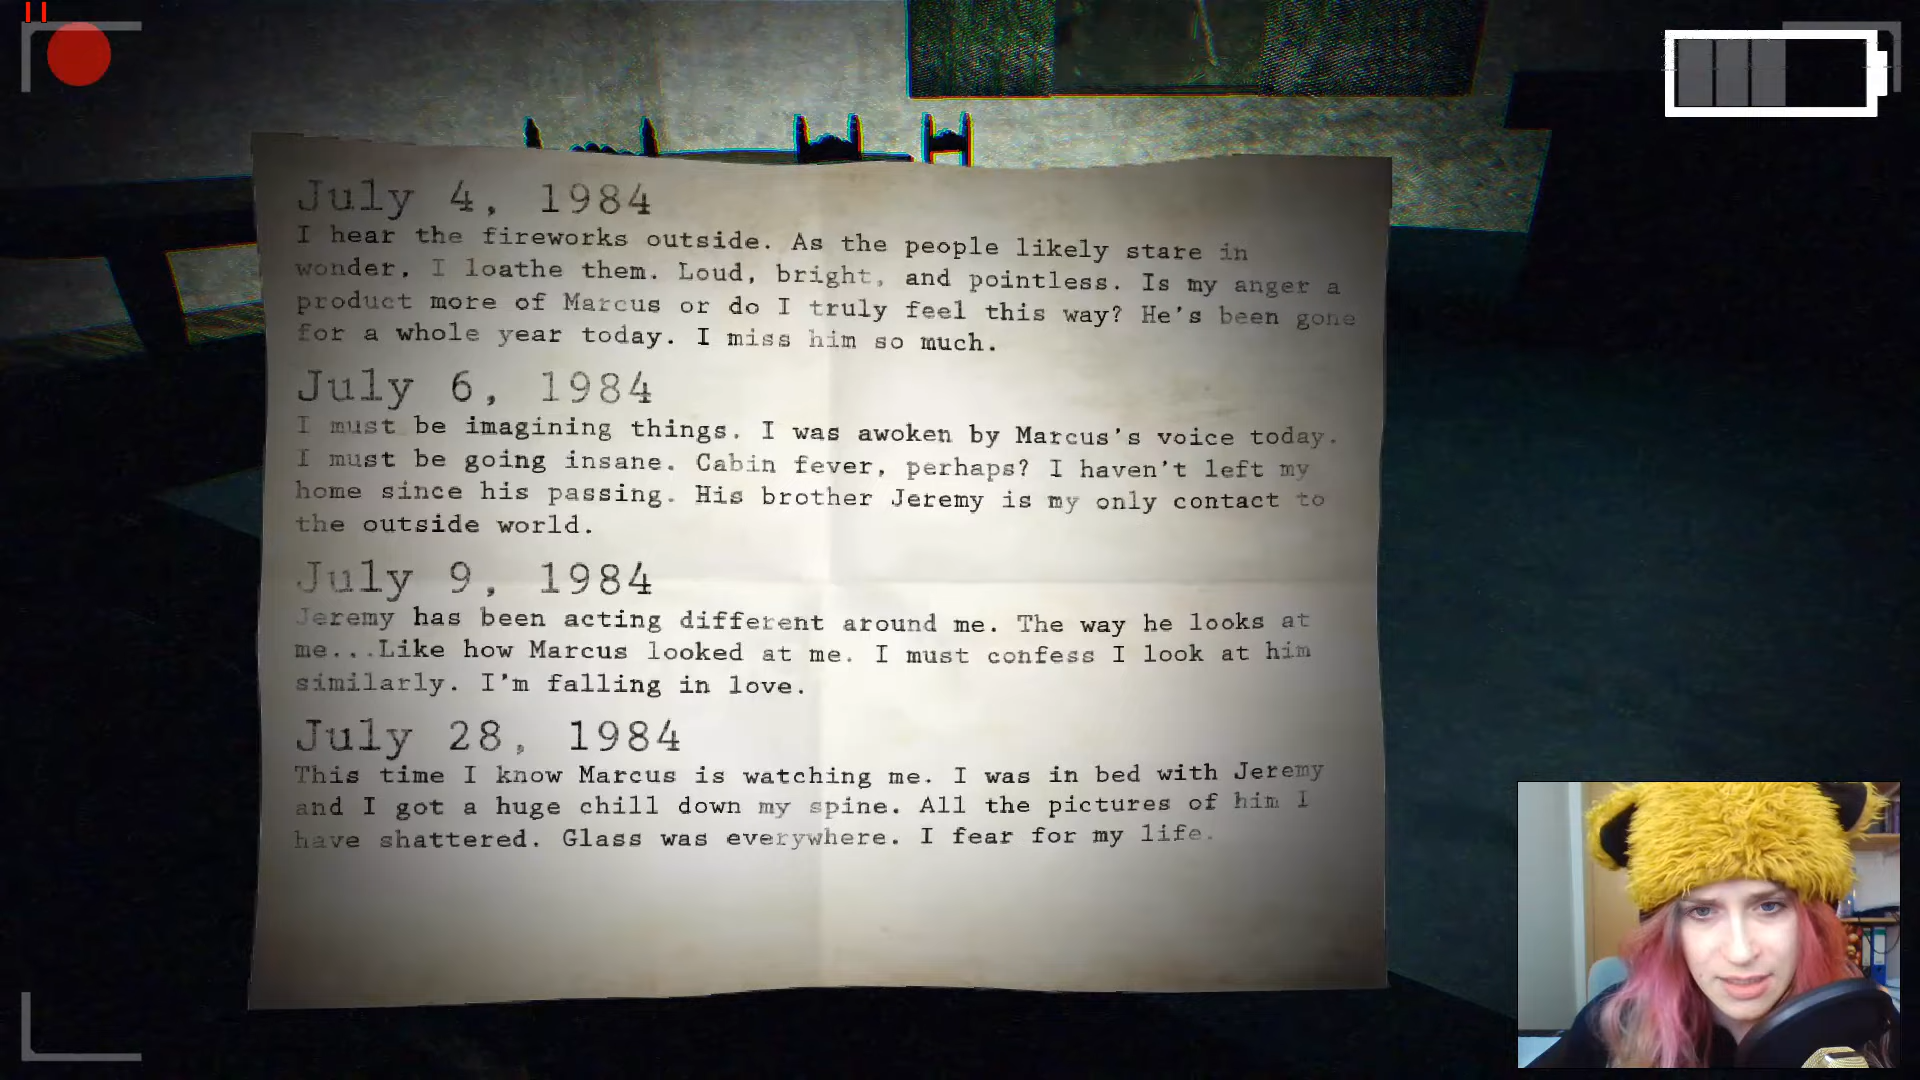 July 4, 1984
I hear the fireworks outside. As the people likely stare in
wonder, I loathe them. Loud, bright, and pointless. Is my anger a
product more of Marcus or do I truly feel this way? He's been gone
for a whole year today. I miss him so much.
July 6, 1984
I must be imagining things. I was awoken by Marcus's voice today.
I must be going insane. Cabin fever, perhaps? I haven't left my
home since his passing. His brother Jeremy is my only contact to
the outside world.
July 9, 1984
Jeremy has been acting different around me. The way he looks at
me...Like how Marcus looked at me. I must confess I look at him
similarly. I'm falling in love.
July 28, 1984
This time I know Marcus is watching me. I was in bed with Jeremy
and I got a huge chill down my spine. All the pictures of him I
have shattered. Glass was everywhere. I fear for my life.